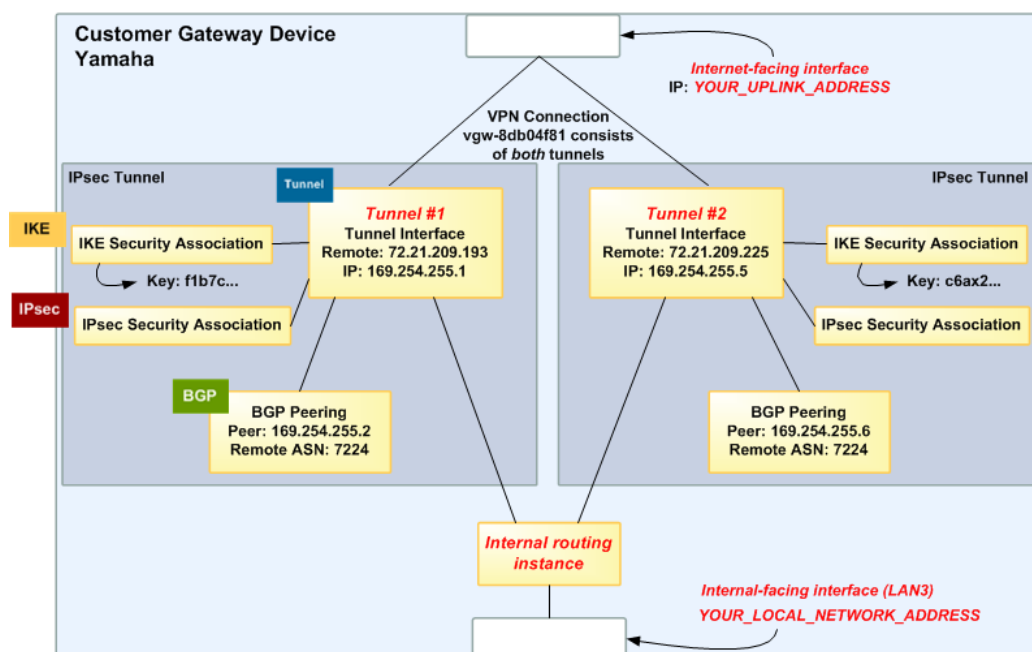 Customer Gateway Device
Yamaha
Internet-facing interface
IP: YOUR_UPLINK_ADDRESS
VPN Connection
vgw-8db04f81 consists
of both tunnels
IPsec Tunnel
Tunnel
Tunnel #1
Tunnel Interface
Remote: 72.21.209.193
IP: 169.254.255.1
IKE
IKE Security Association
Key: f1b7c...
IPsec
IPsec Security Association
BGP
BGP Peering
Peer: 169.254.255.2
Remote ASN: 7224
IPsec Tunnel
Tunnel #2
Tunnel Interface
Remote: 72.21.209.225
IP: 169.254.255.5
IKE Security Association
Key: c6ax2...
IPsec Security Association
BGP Peering
Peer: 169.254.255.6
Remote ASN: 7224
Internal routing
instance
Internal-facing interface (LAN3)
YOUR_LOCAL_NETWORK_ADDRESS